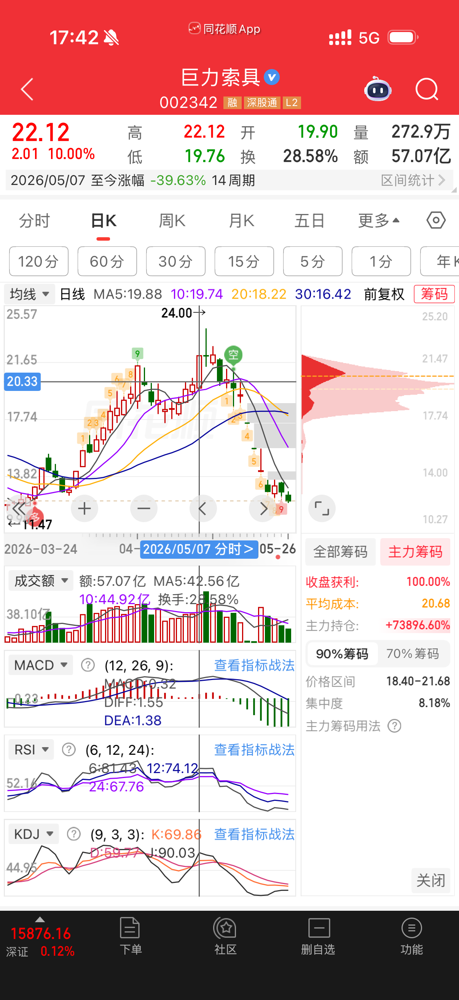 17:42
同花顺App
5G
巨力索具
002342 融 深股通 L2
22.12
2.01 10.00%
高 22.12 开 19.90 量 272.9万
低 19.76 换 28.58% 额 57.07亿
2026/05/07 至今涨幅 -39.63% 14周期 区间统计
分时 日K 周K 月K 五日 更多
120分 60分 30分 15分 5分 1分 年K
均线 日线 MA5:19.88 10:19.74 20:18.22 30:16.42 前复权 筹码
25.57
24.00
21.65
20.33
17.74
13.82
11.47
9
8
6
7
5
4
2 3
1
空
1
2 3
4
5
6
8
9
多
25.20
21.47
17.74
14.00
10.27
2026-03-24 04- 2026/05/07 分时> 05-26
全部筹码 主力筹码
收盘获利: 100.00%
平均成本: 20.68
主力持仓: +73896.60%
90%筹码 70%筹码
价格区间 18.40-21.68
集中度 8.18%
主力筹码用法 ?
关闭
成交额 额:57.07亿 MA5:42.56亿
10:44.92亿 换手:28.58%
38.10亿
MACD ? (12, 26, 9): 查看指标战法
MACD:0.32
-0.23
DIFF:1.55
DEA:1.38
RSI ? (6, 12, 24): 查看指标战法
6:81.43 12:74.12
52.16
24:67.76
KDJ ? (9, 3, 3): K:69.86 查看指标战法
D:59.77 J:90.03
44.95
15876.16
深证 0.12%
下单
社区
删自选
功能